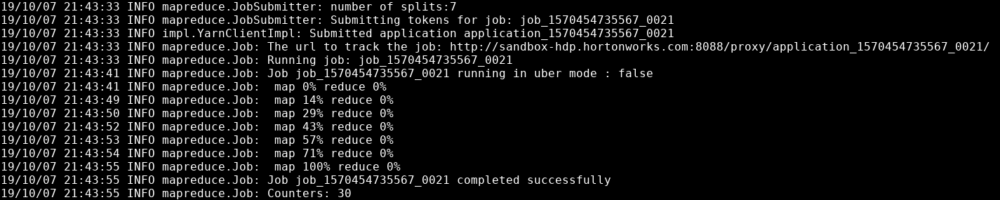 19/10/07 21:43:33 INFO mapreduce.JobSubmitter: number of splits:7
19/10/07 21:43:33 INFO mapreduce.JobSubmitter: Submitting tokens for job: job_1570454735567_0021
19/10/07 21:43:33 INFO impl.YarnClientImpl: Submitted application application_1570454735567_0021
19/10/07 21:43:33 INFO mapreduce.Job: The url to track the job: http://sandbox-hdp.hortonworks.com:8088/proxy/application_1570454735567_0021/
19/10/07 21:43:33 INFO mapreduce.Job: Running job: job_1570454735567_0021
19/10/07 21:43:41 INFO mapreduce.Job: Job job_1570454735567_0021 running in uber mode : false
19/10/07 21:43:41 INFO mapreduce.Job:  map 0% reduce 0%
19/10/07 21:43:49 INFO mapreduce.Job:  map 14% reduce 0%
19/10/07 21:43:50 INFO mapreduce.Job:  map 29% reduce 0%
19/10/07 21:43:52 INFO mapreduce.Job:  map 43% reduce 0%
19/10/07 21:43:53 INFO mapreduce.Job:  map 57% reduce 0%
19/10/07 21:43:54 INFO mapreduce.Job:  map 71% reduce 0%
19/10/07 21:43:55 INFO mapreduce.Job:  map 100% reduce 0%
19/10/07 21:43:55 INFO mapreduce.Job: Job job_1570454735567_0021 completed successfully
19/10/07 21:43:55 INFO mapreduce.Job: Counters: 30